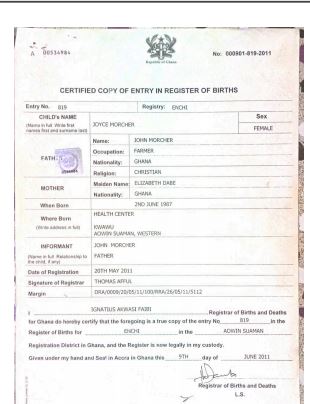 A 00534984
Republic of Ghana
No: 000901-819-2011
CERTIFIED COPY OF ENTRY IN REGISTER OF BIRTHS
Entry No. 819 Registry: ENCHI
CHILD'S NAME
(Name in full Write first
names first and surname last)
JOYCE MORCHER
Sex
FEMALE
FATHER
Name: JOHN MORCHER
Occupation: FARMER
Nationality: GHANA
Religion: CHRISTIAN
MOTHER
Maiden Name: ELIZABETH DABE
Nationality: GHANA
When Born 2ND JUNE 1987
Where Born
(Write address in full)
HEALTH CENTER
KWAWU
AOWIN SUAMAN, WESTERN
INFORMANT
(Name in full Relationship to
the child, if any)
JOHN MORCHER
FATHER
Date of Registration 20TH MAY 2011
Signature of Registrar THOMAS AFFUL
Margin DRA/0009/20/05/11/100/RRA/26/05/11/5112
I IGNATIUS AKWASI FAIBI Registrar of Births and Deaths
for Ghana do hereby certify that the foregoing is a true copy of the entry No 819 in the
Register of Births for ENCHI in the AOWIN SUAMAN
Registration District in Ghana, and the Register is now legally in my custody.
Given under my hand and Seal in Accra in Ghana this 9TH day of JUNE 2011
Registrar of Births and Deaths
L.S.